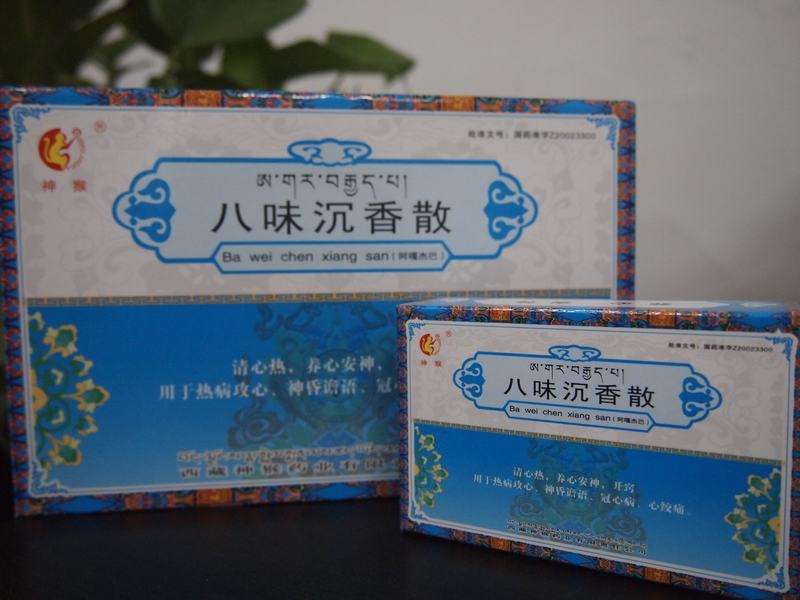 神猴
®
批准文号:国药准字Z20023300
ཨ་གར་བརྒྱད་པ།
八味沉香散
Ba wei chen xiang san(阿嘎杰巴)
清心热,养心安神,
用于热病攻心、神昏谵语、冠心
西藏神猴药业有限
神猴
®
批准文号:国药准字Z20023300
ཨ་གར་བརྒྱད་པ།
八味沉香散
Ba wei chen xiang san(阿嘎杰巴)
清心热,养心安神,开窍
用于热病攻心、神昏谵语、冠心病、心绞痛。